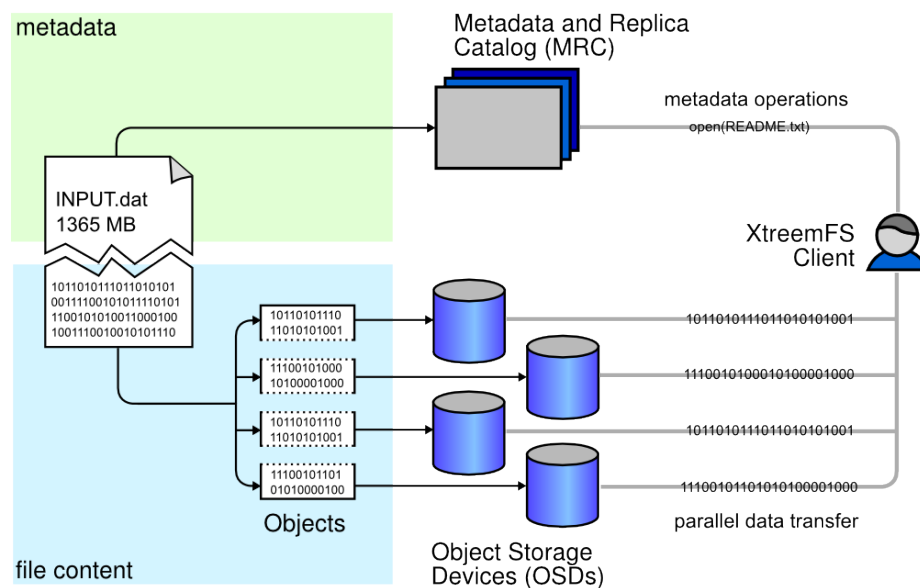 metadata
Metadata and Replica
Catalog (MRC)
metadata operations
open(README.txt)
INPUT.dat
1365 MB
XtreemFS
Client
1011010111011010101
0011110010101110101
1100101010011000100
1001110010010101110
10110101110
11010101001
1011010111011010101001
11100101000
10100001000
1110010100010100001000
10110101110
11010101001
1011010111011010101001
11100101101
01010000100
11100101101010100001000
Objects
parallel data transfer
Object Storage
Devices (OSDs)
file content